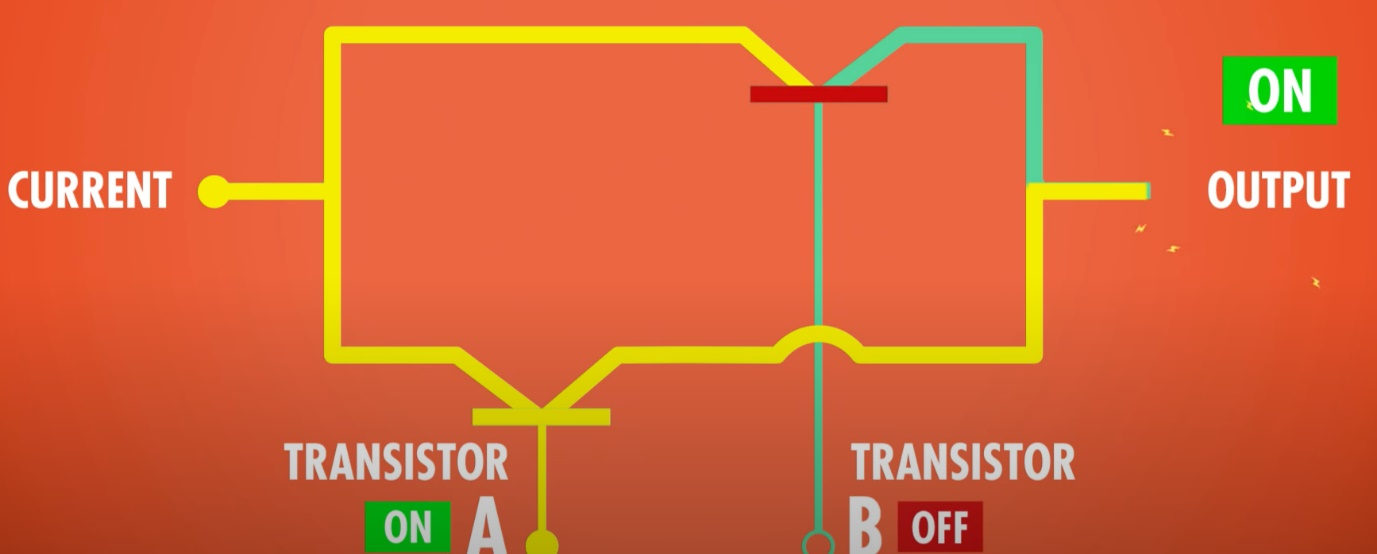 ON
CURRENT
OUTPUT
TRANSISTOR
ON A
TRANSISTOR
B OFF